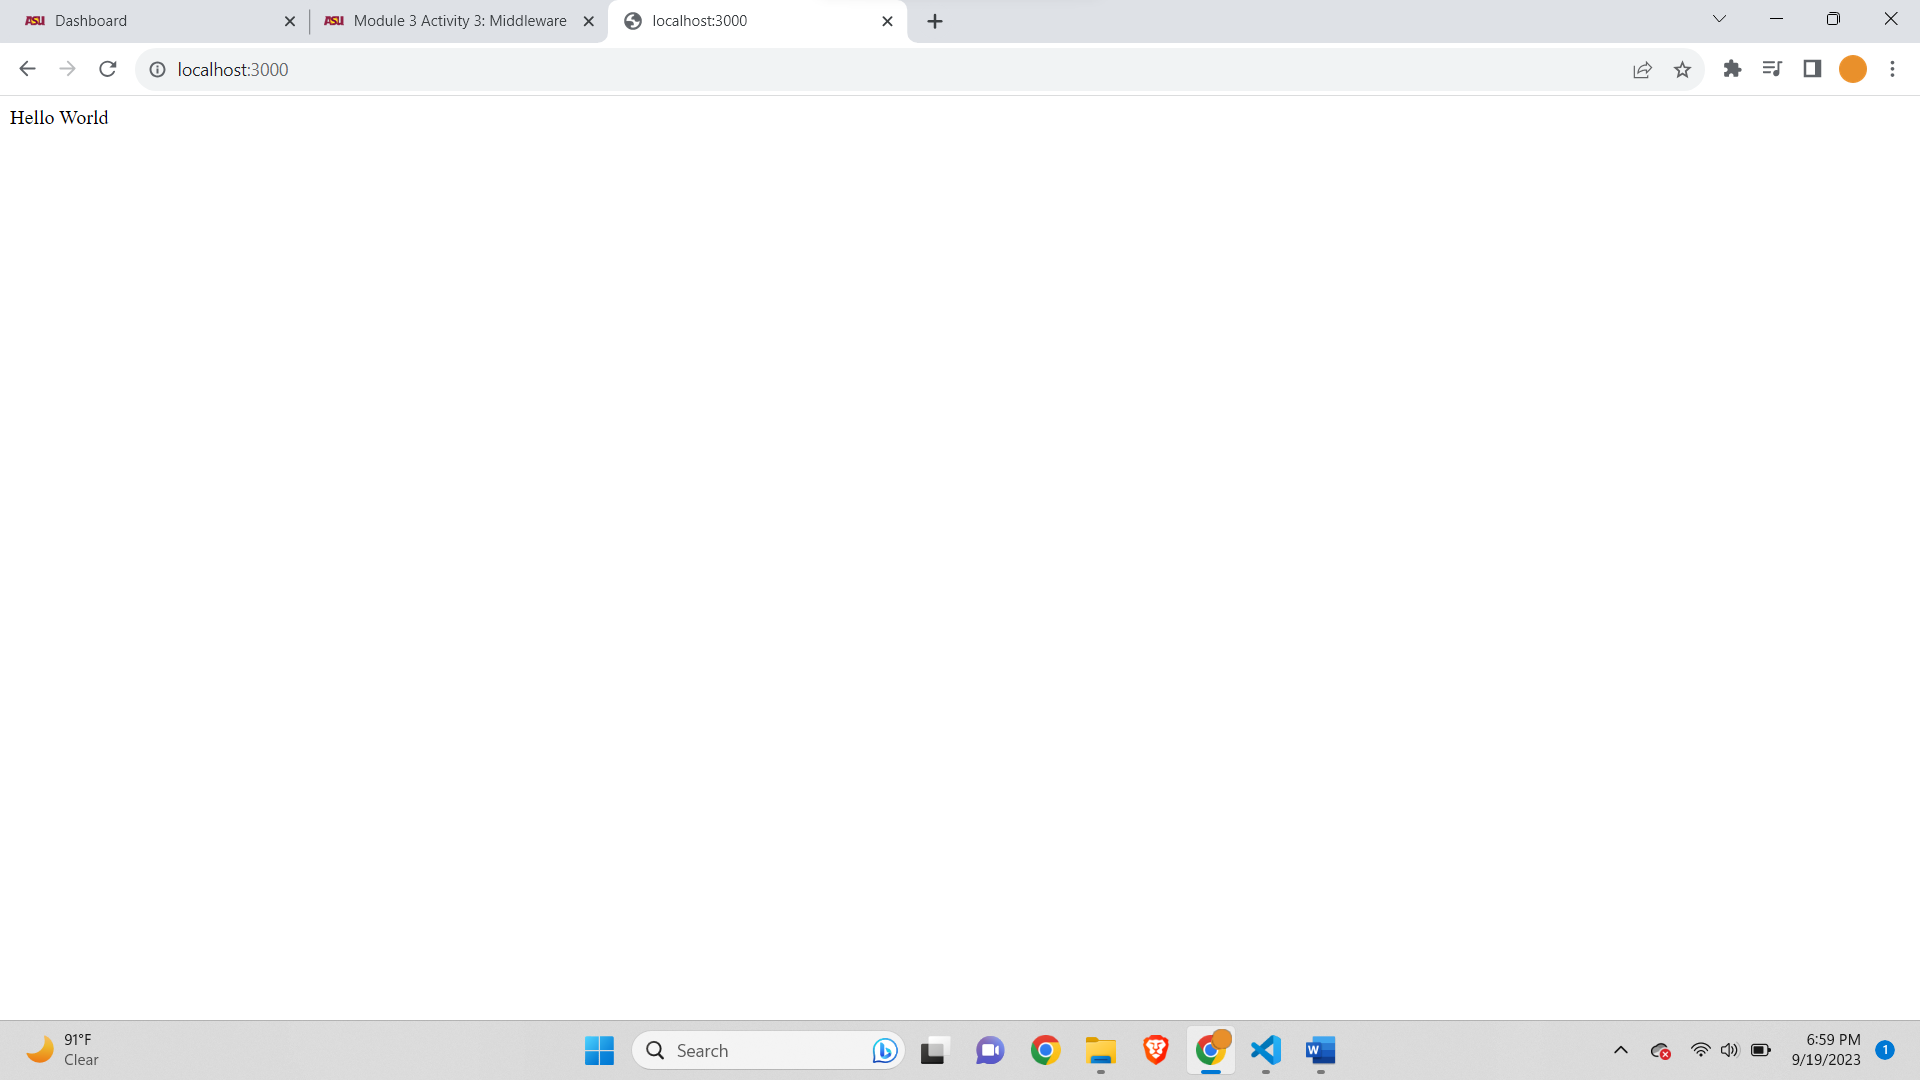 ASU Dashboard
ASU Module 3 Activity 3: Middleware
localhost:3000
localhost:3000
Hello World
91°F
Clear
Search
W
6:59 PM
9/19/2023
1